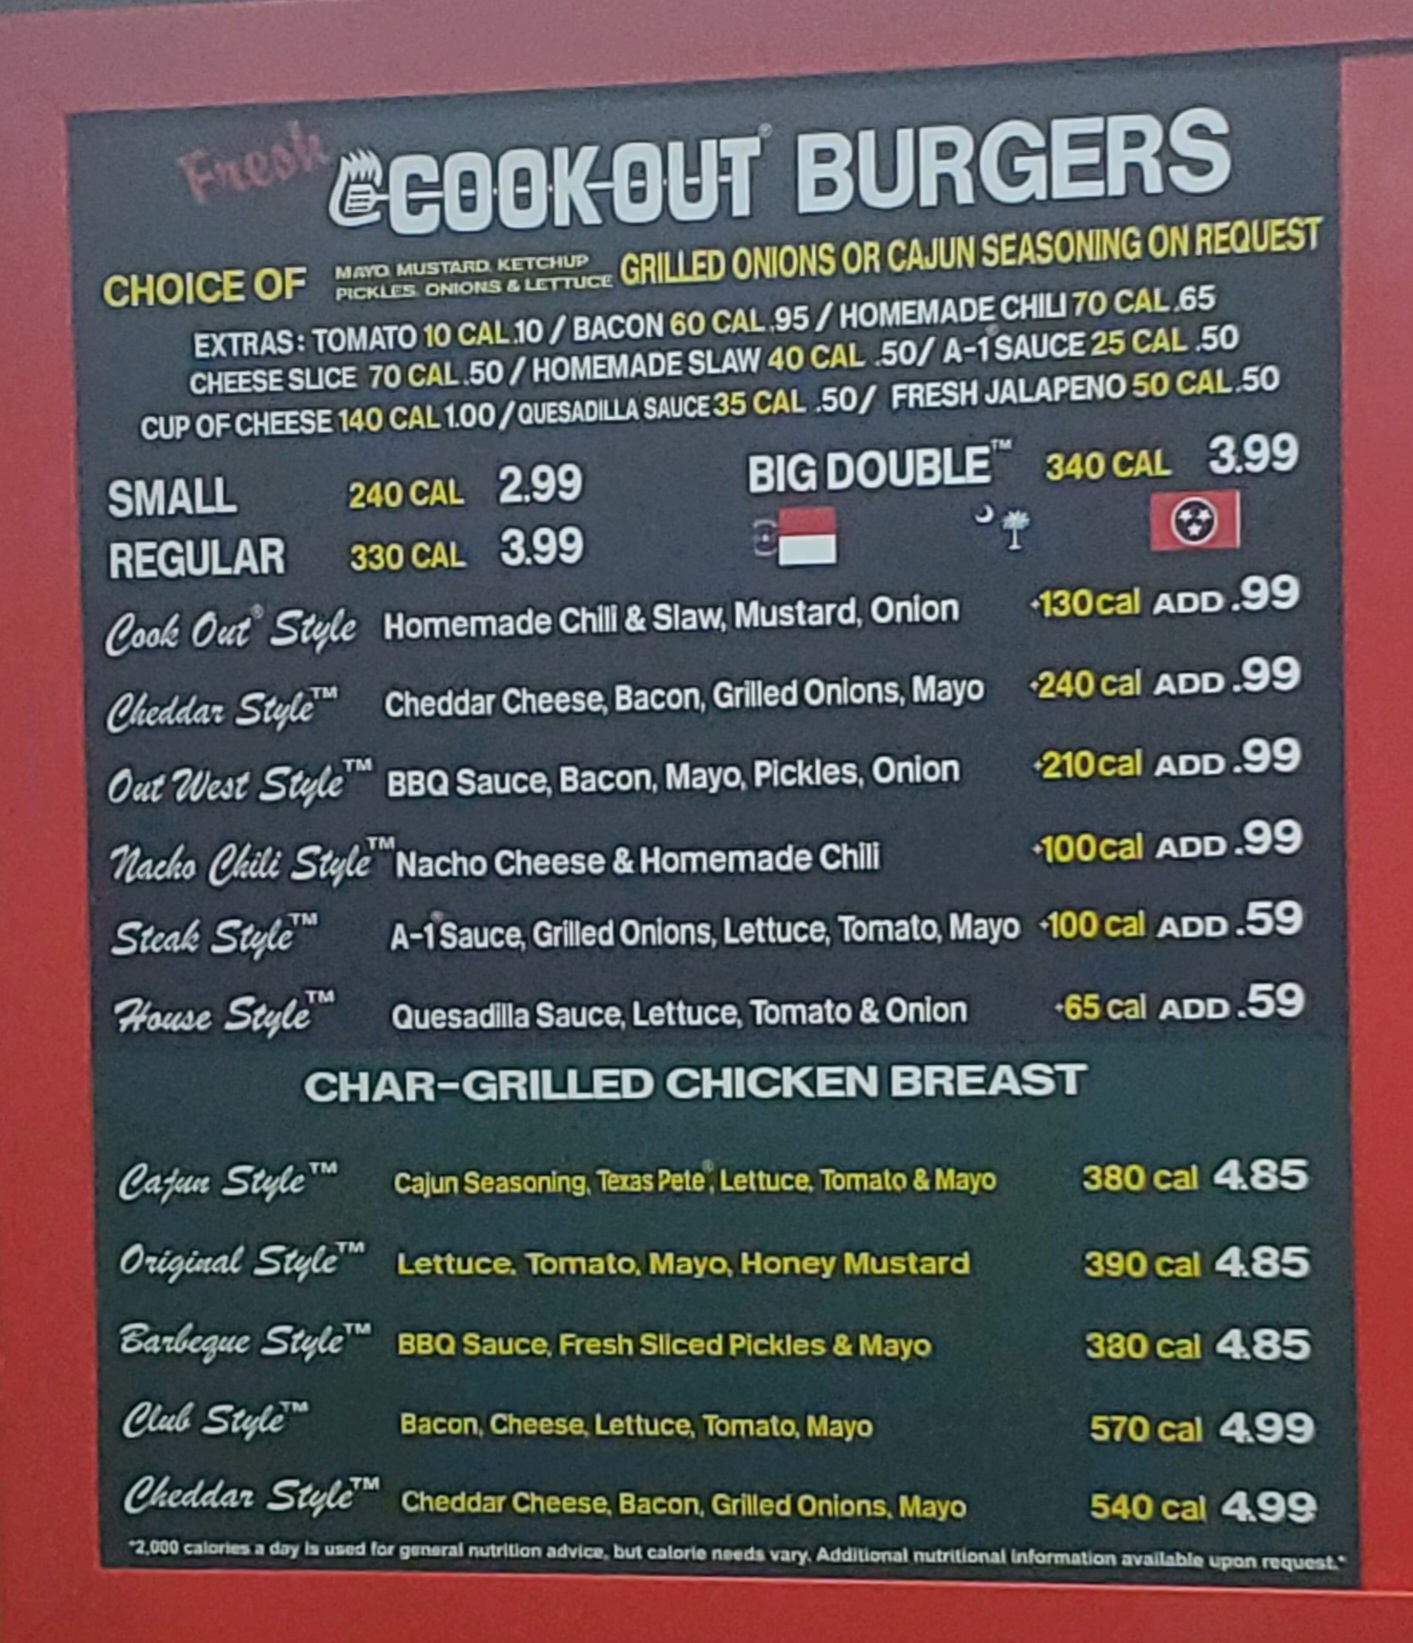 Fresh COOK-OUT® BURGERS
CHOICE OF MAYO, MUSTARD, KETCHUP PICKLES, ONIONS & LETTUCE GRILLED ONIONS OR CAJUN SEASONING ON REQUEST
EXTRAS: TOMATO 10 CAL .10 / BACON 60 CAL .95 / HOMEMADE CHILI 70 CAL .65
CHEESE SLICE 70 CAL .50 / HOMEMADE SLAW 40 CAL .50 / A-1® SAUCE 25 CAL .50
CUP OF CHEESE 140 CAL 1.00 / QUESADILLA SAUCE 35 CAL .50 / FRESH JALAPENO 50 CAL .50
SMALL 240 CAL 2.99 BIG DOUBLE™ 340 CAL 3.99
REGULAR 330 CAL 3.99
Cook Out® Style Homemade Chili & Slaw, Mustard, Onion +130 cal ADD .99
Cheddar Style™ Cheddar Cheese, Bacon, Grilled Onions, Mayo +240 cal ADD .99
Out West Style™ BBQ Sauce, Bacon, Mayo, Pickles, Onion +210 cal ADD .99
Nacho Chili Style™ Nacho Cheese & Homemade Chili +100 cal ADD .99
Steak Style™ A-1® Sauce, Grilled Onions, Lettuce, Tomato, Mayo +100 cal ADD .59
House Style™ Quesadilla Sauce, Lettuce, Tomato & Onion +65 cal ADD .59
CHAR-GRILLED CHICKEN BREAST
Cajun Style™ Cajun Seasoning, Texas Pete®, Lettuce, Tomato & Mayo 380 cal 4.85
Original Style™ Lettuce, Tomato, Mayo, Honey Mustard 390 cal 4.85
Barbeque Style™ BBQ Sauce, Fresh Sliced Pickles & Mayo 380 cal 4.85
Club Style™ Bacon, Cheese, Lettuce, Tomato, Mayo 570 cal 4.99
Cheddar Style™ Cheddar Cheese, Bacon, Grilled Onions, Mayo 540 cal 4.99
"2,000 calories a day is used for general nutrition advice, but calorie needs vary. Additional nutritional information available upon request."